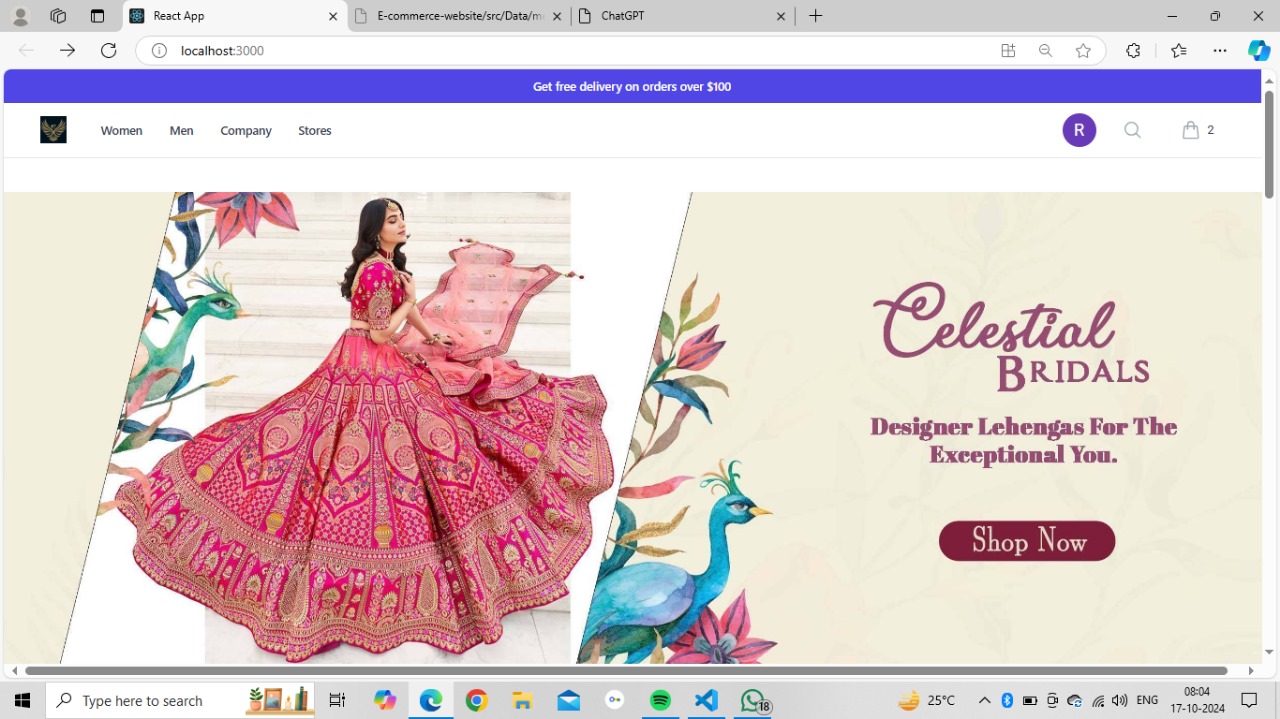 React App
E-commerce-website/src/Data/m
ChatGPT
localhost:3000
Get free delivery on orders over $100
Women
Men
Company
Stores
R
2
Celestial
BRIDALS
Designer Lehengas For The
Exceptional You.
Shop Now
Type here to search
18
25°C
ENG
08:04
17-10-2024